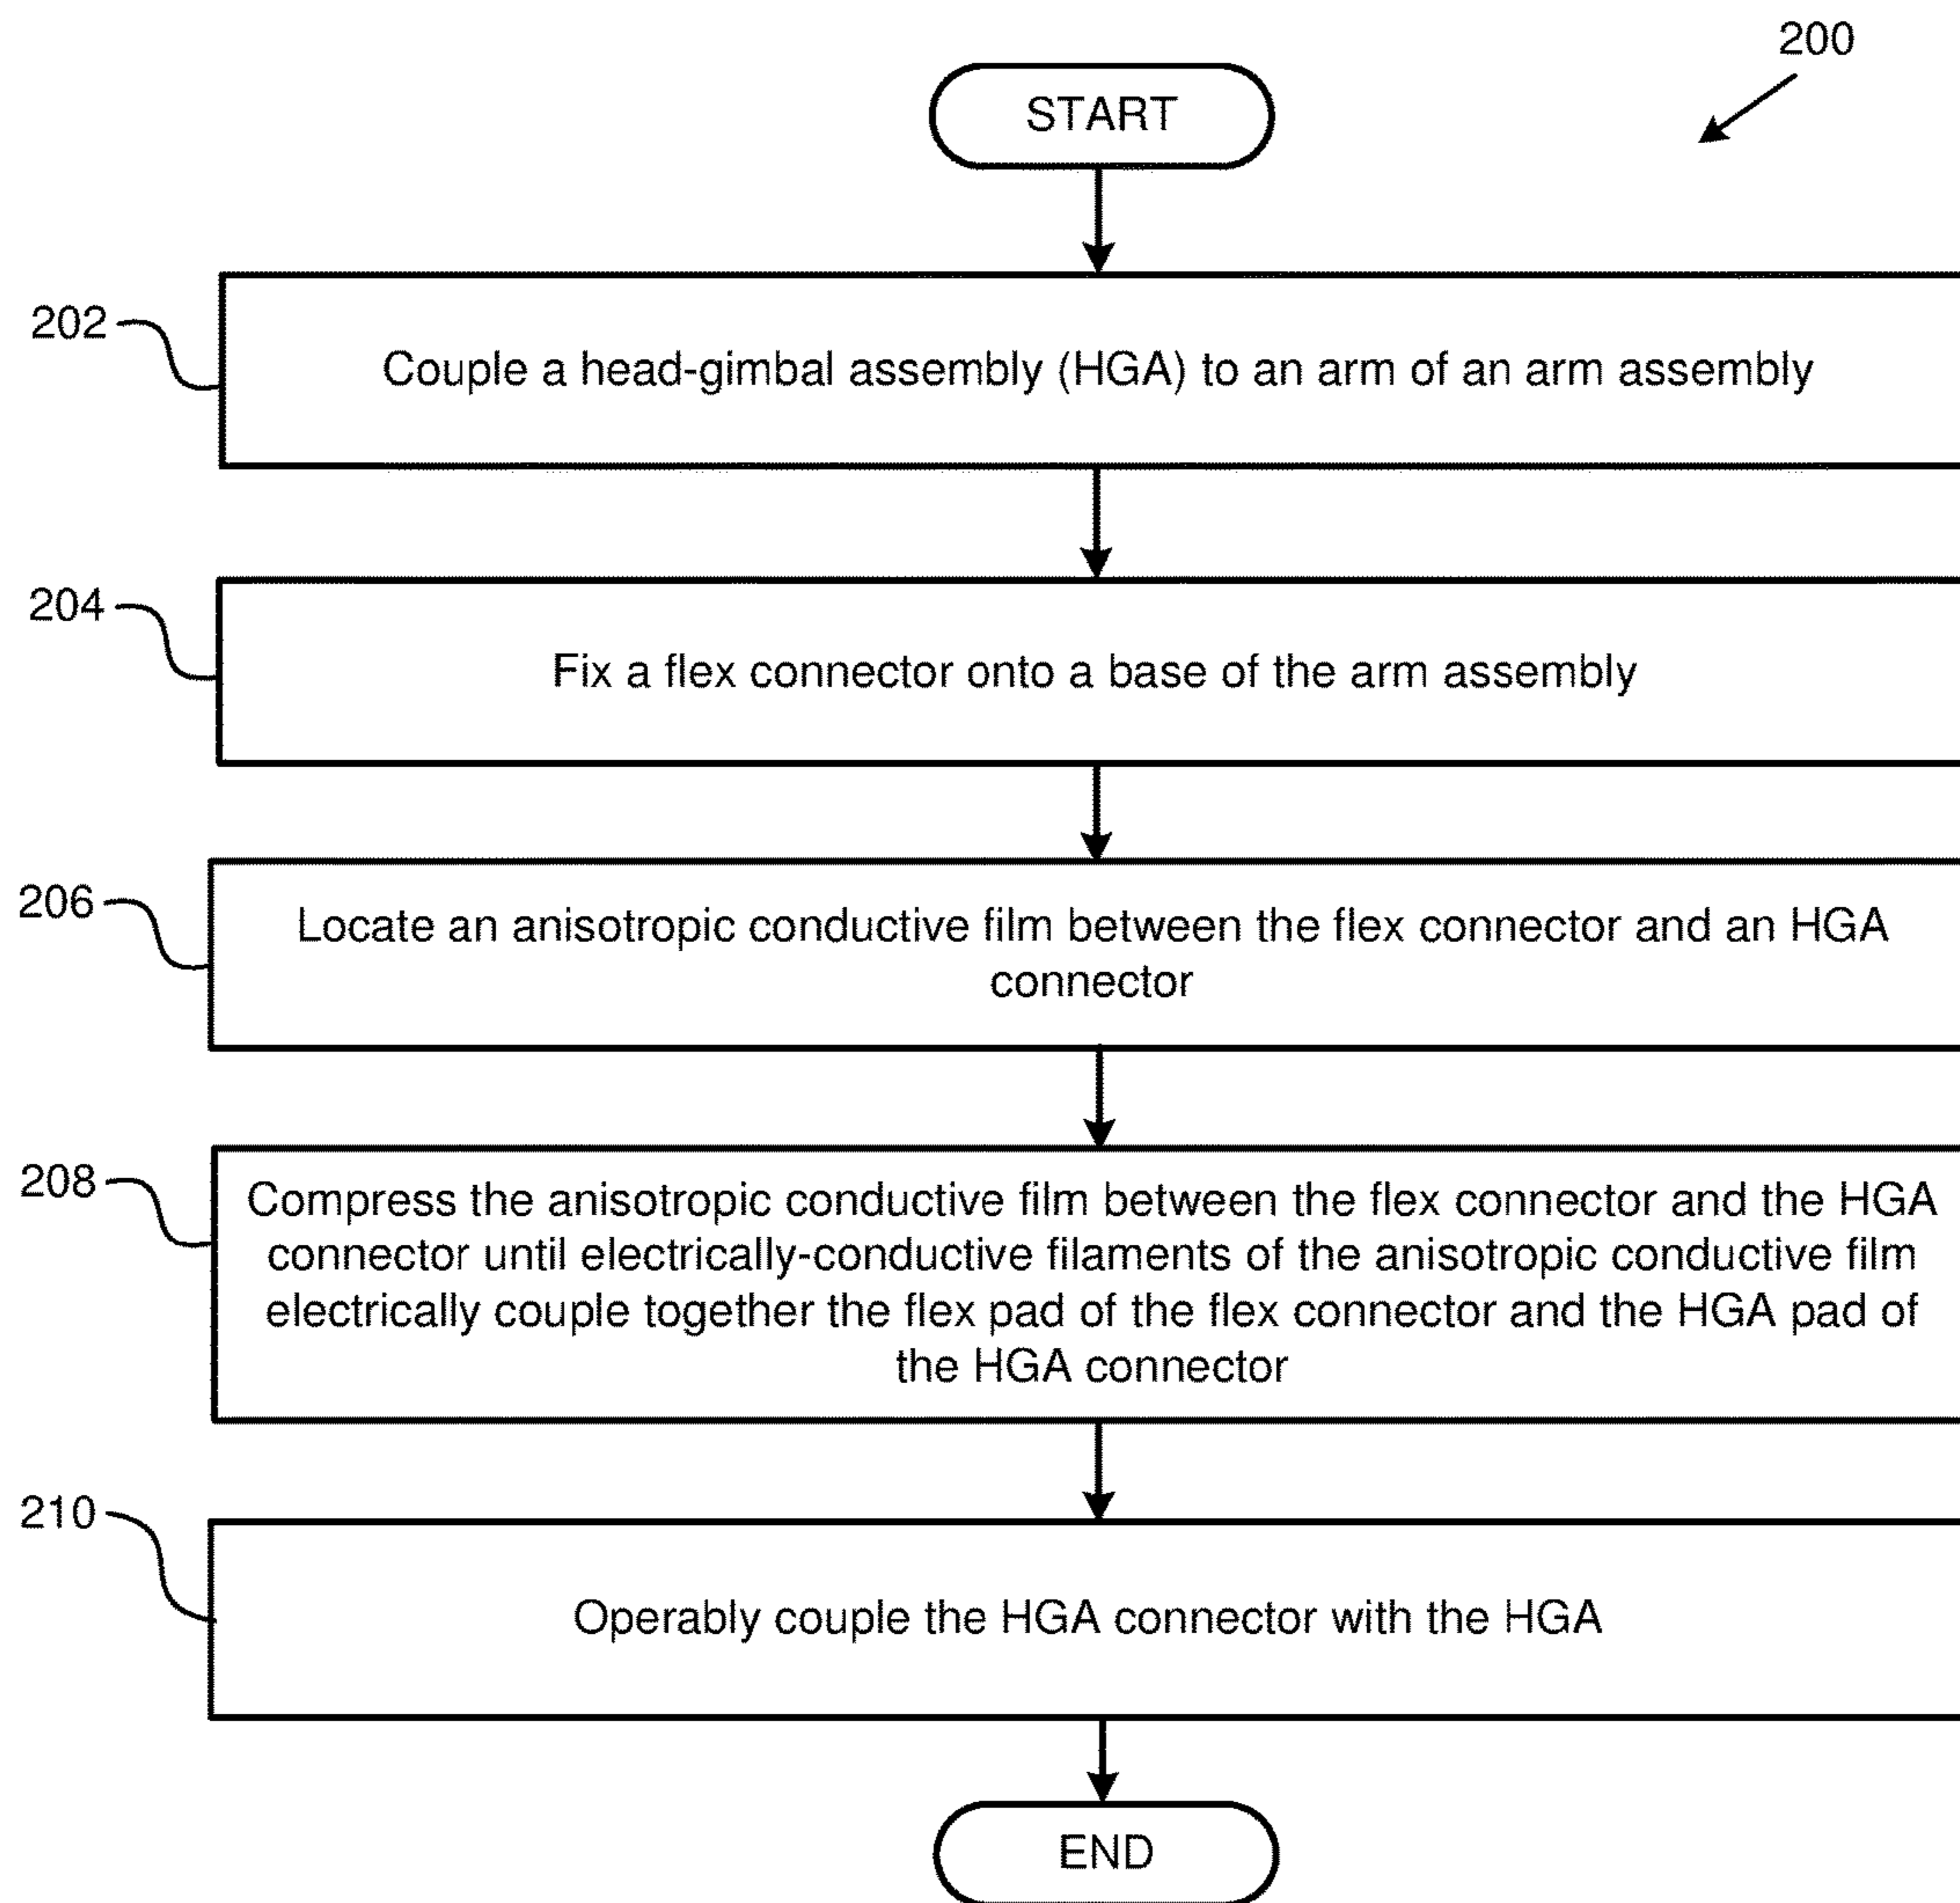 200
START
202
Couple a head-gimbal assembly (HGA) to an arm of an arm assembly
204
Fix a flex connector onto a base of the arm assembly
206
Locate an anisotropic conductive film between the flex connector and an HGA
connector
208
Compress the anisotropic conductive film between the flex connector and the HGA
connector until electrically-conductive filaments of the anisotropic conductive film
electrically couple together the flex pad of the flex connector and the HGA pad of
the HGA connector
210
Operably couple the HGA connector with the HGA
END